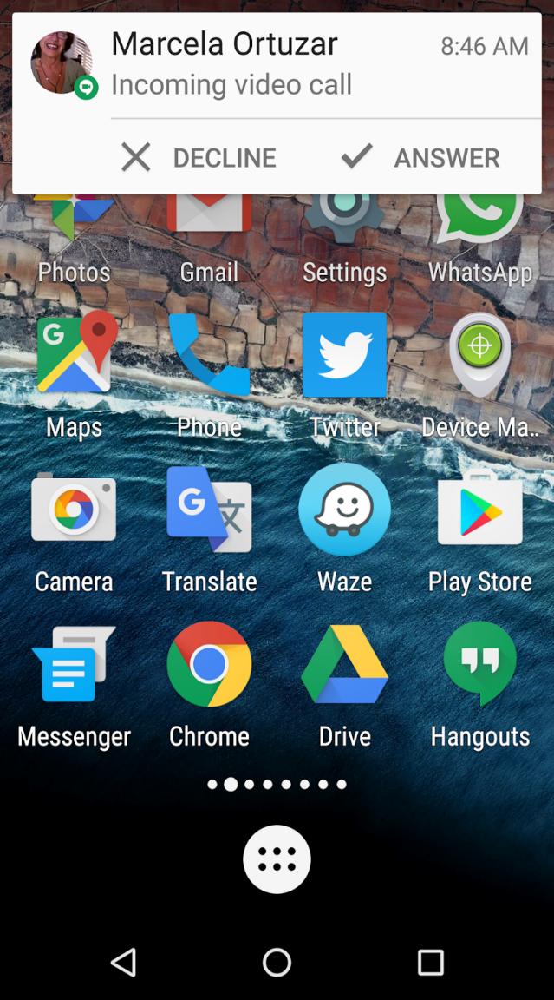 Marcela Ortuzar 8:46 AM
Incoming video call
DECLINE ANSWER
Photos Gmail Settings WhatsApp
G
Maps Phone Twitter Device Ma..
G 文
Camera Translate Waze Play Store
Messenger Chrome Drive Hangouts